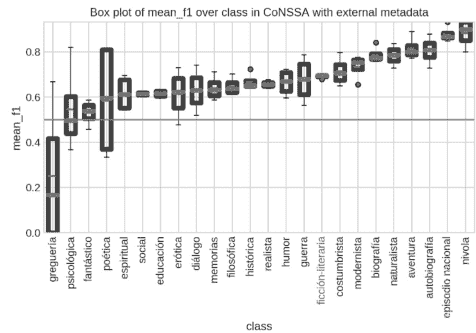 Box plot of mean_f1 over class in CoNSSA with external metadata
mean_f1
0.8
0.6
0.4
0.2
0.0
greguería
psicológica
fantástico
poética
espiritual
social
educación
erótica
diálogo
memorias
filosófica
histórica
realista
humor
guerra
ficción-literaria
costumbrista
modernista
biografía
naturalista
aventura
autobiografía
episodio nacional
nivola
class